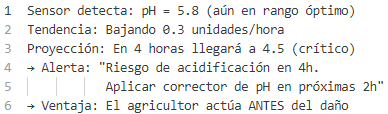 1 Sensor detecta: pH = 5.8 (aún en rango óptimo)
2 Tendencia: Bajando 0.3 unidades/hora
3 Proyección: En 4 horas llegará a 4.5 (crítico)
4 → Alerta: "Riesgo de acidificación en 4h.
5 Aplicar corrector de pH en próximas 2h"
6 → Ventaja: El agricultor actúa ANTES del daño